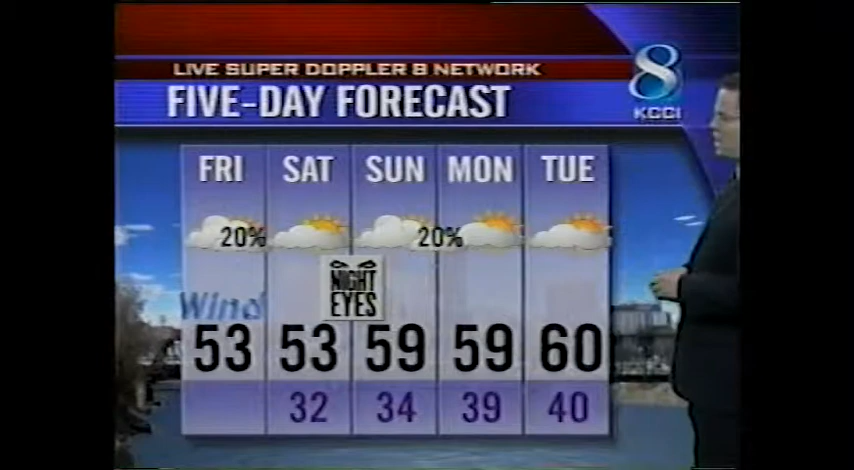 LIVE SUPER DOPPLER 8 NETWORK
8
FIVE-DAY FORECAST
KCCI
FRI SAT SUN MON TUE
20% 20%
NIGHT
EYES
Wind
53 53 59 59 60
32 34 39 40